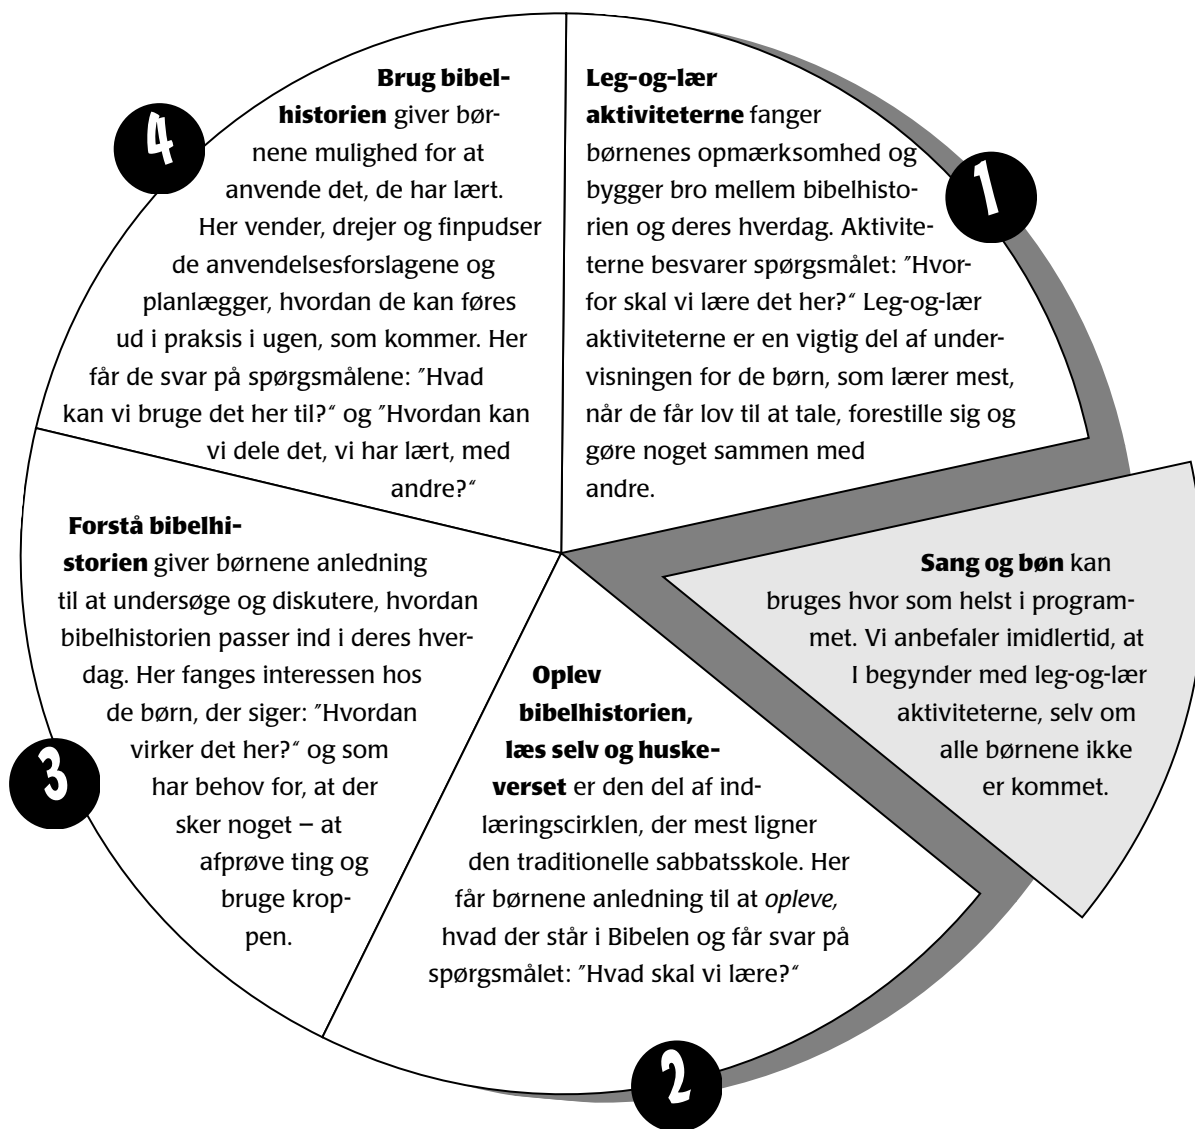 1
Leg-og-lær
aktiviteterne fanger
børnenes opmærksomhed og
bygger bro mellem bibelhisto-
rien og deres hverdag. Aktivite-
terne besvarer spørgsmålet: ”Hvor-
for skal vi lære det her?“ Leg-og-lær
aktiviteterne er en vigtig del af under-
visningen for de børn, som lærer mest,
når de får lov til at tale, forestille sig og
gøre noget sammen med
andre.
Sang og bøn kan
bruges hvor som helst i program-
met. Vi anbefaler imidlertid, at
I begynder med leg-og-lær
aktiviteterne, selv om
alle børnene ikke
er kommet.
2
Oplev
bibelhistorien,
læs selv og huske-
verset er den del af ind-
læringscirklen, der mest ligner
den traditionelle sabbatsskole. Her
får børnene anledning til at opleve,
hvad der står i Bibelen og får svar på
spørgsmålet: ”Hvad skal vi lære?“
3
Forstå bibelhi-
storien giver børnene anledning
til at undersøge og diskutere, hvordan
bibelhistorien passer ind i deres hver-
dag. Her fanges interessen hos
de børn, der siger: ”Hvordan
virker det her?“ og som
har behov for, at der
sker noget – at
afprøve ting og
bruge krop-
pen.
4
Brug bibel-
historien giver bør-
nene mulighed for at
anvende det, de har lært.
Her vender, drejer og finpudser
de anvendelsesforslagene og
planlægger, hvordan de kan føres
ud i praksis i ugen, som kommer. Her
får de svar på spørgsmålene: ”Hvad
kan vi bruge det her til?“ og ”Hvordan kan
vi dele det, vi har lært, med
andre?“